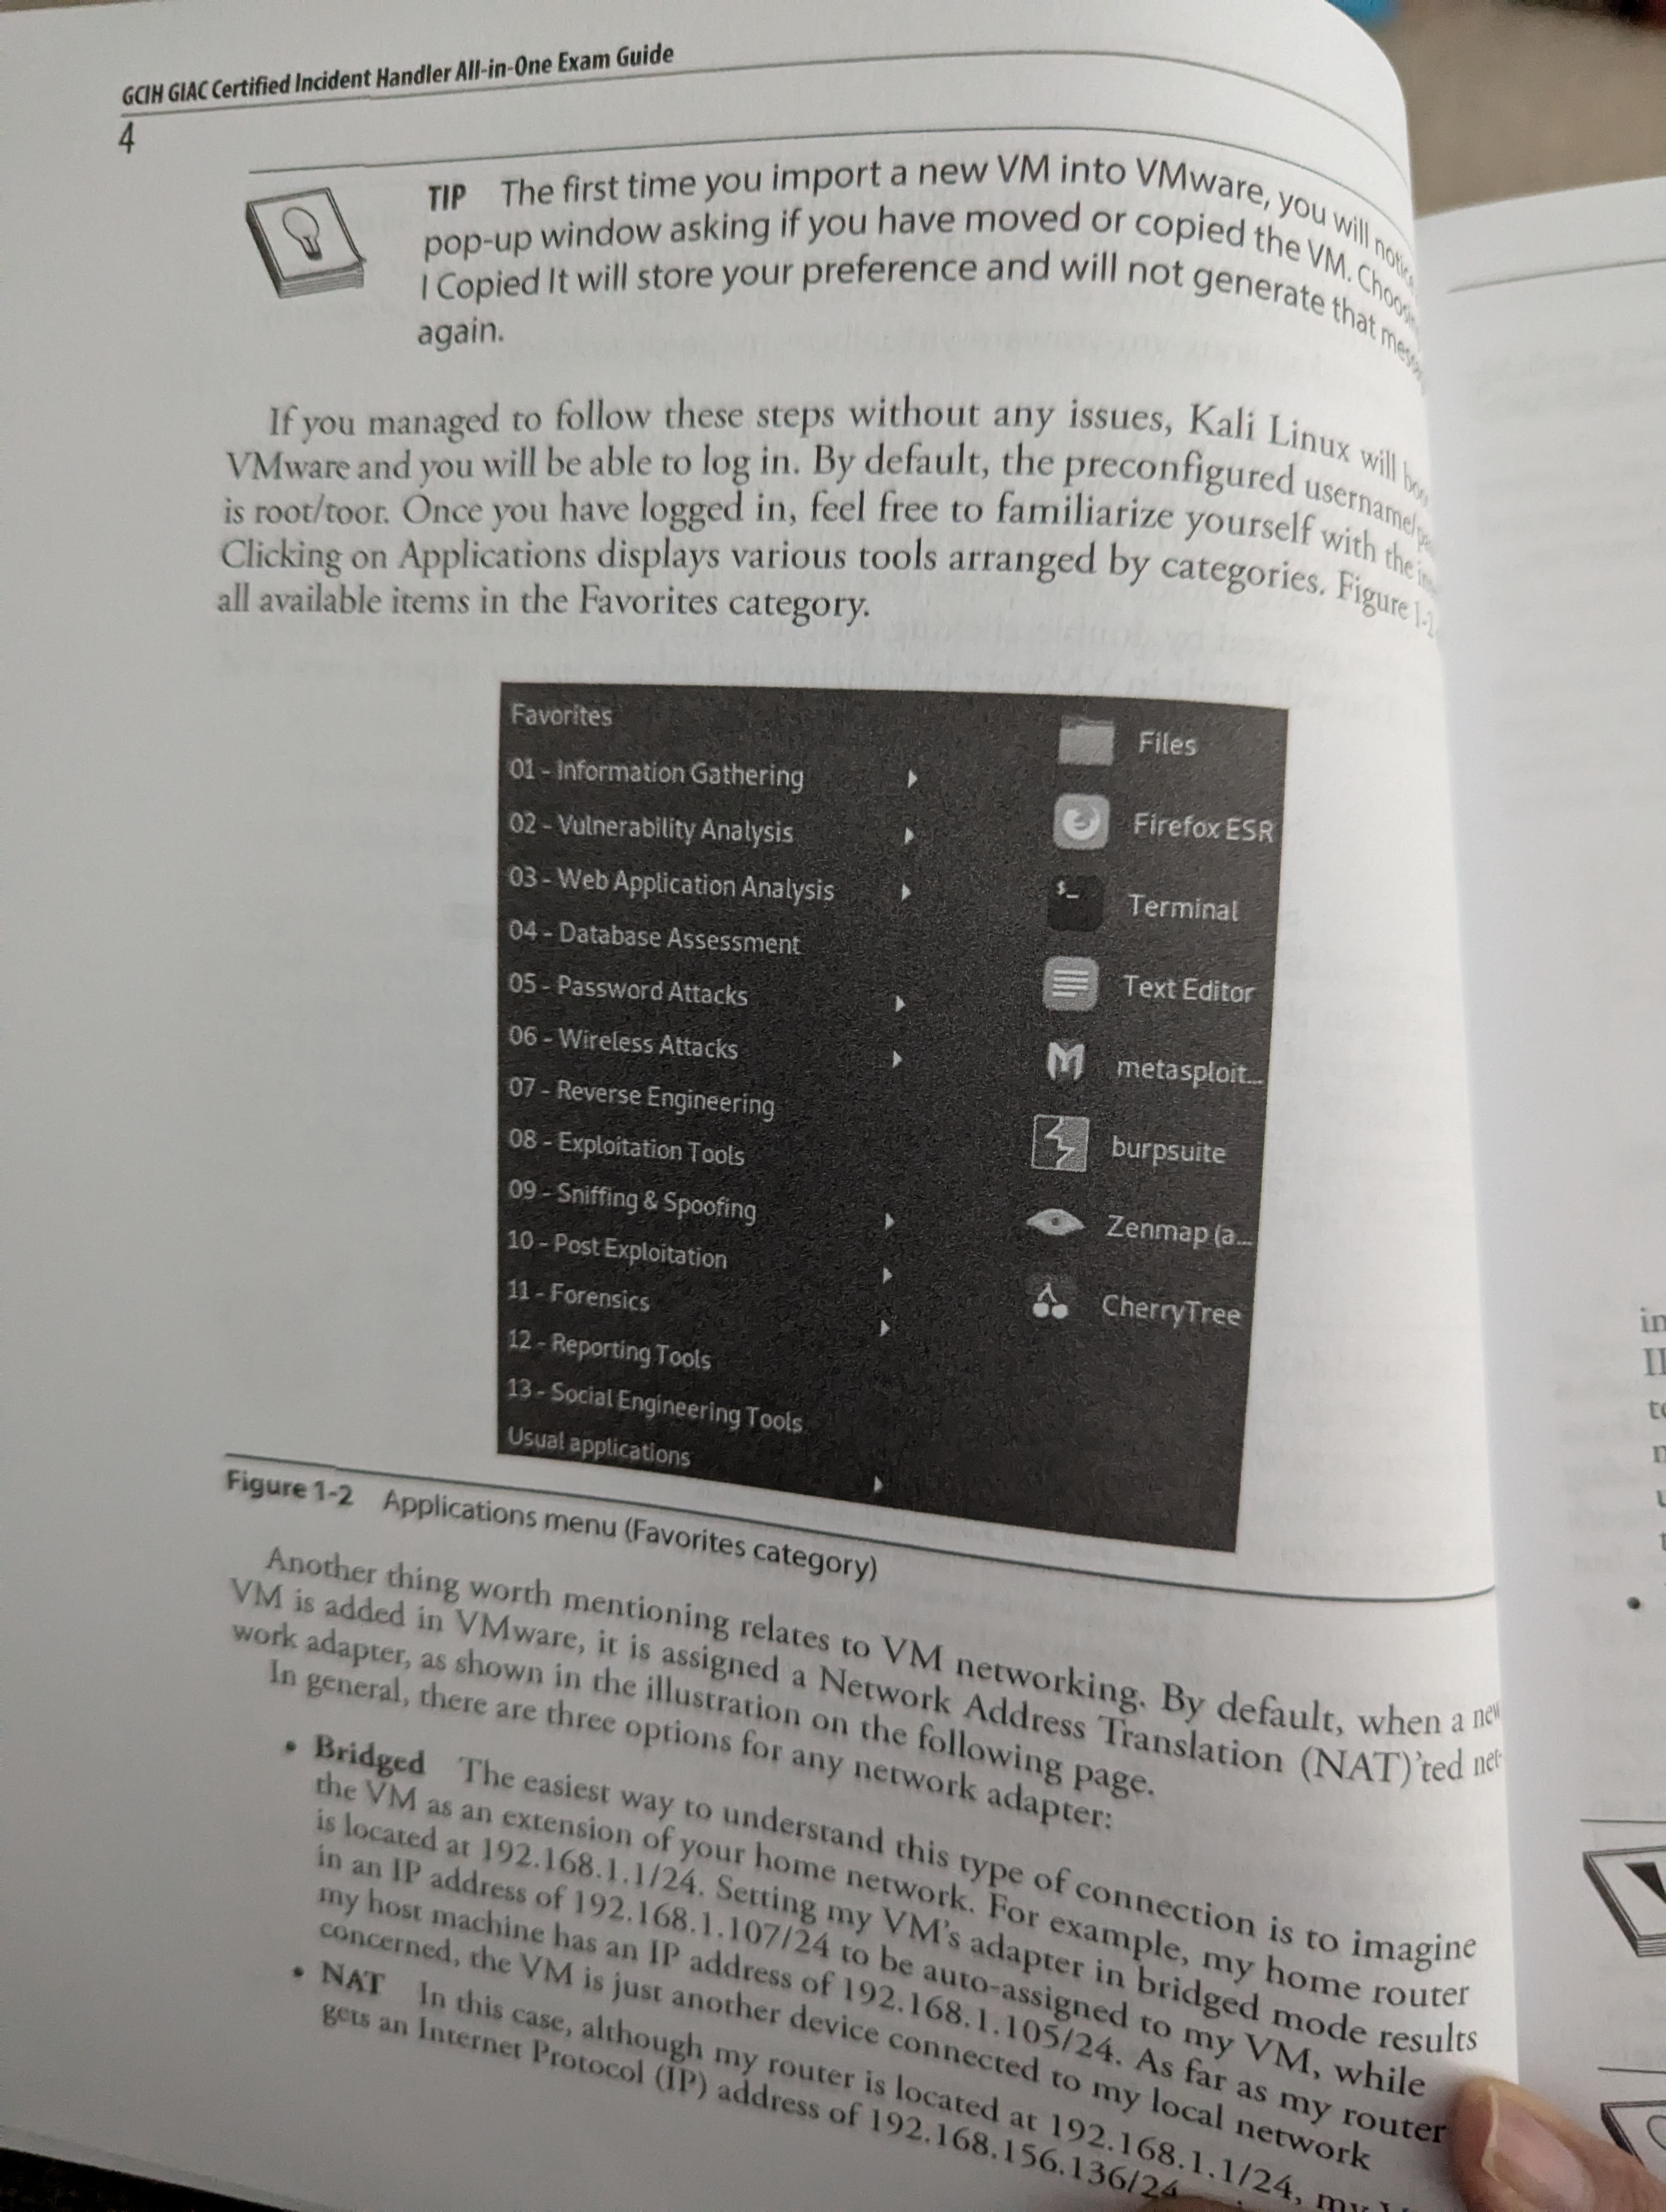 GCIH GIAC Certified Incident Handler All-in-One Exam Guide
4
TIP The first time you import a new VM into VMware, you will
pop-up window asking if you have moved or copied the VM.
I Copied It will store your preference and will not generate that
again.
If you managed to follow these steps without any issues, Kali Linux will
VMware and you will be able to log in. By default, the preconfigured
is root/toor. Once you have logged in, feel free to familiarize yourself with the
Clicking on Applications displays various tools arranged by categories. Figure 1-2
all available items in the Favorites category.
Favorites
01 - Information Gathering
02 - Vulnerability Analysis
03 - Web Application Analysis
04 - Database Assessment
05 - Password Attacks
06 - Wireless Attacks
07 - Reverse Engineering
08 - Exploitation Tools
09 - Sniffing & Spoofing
10 - Post Exploitation
11 - Forensics
12 - Reporting Tools
13 - Social Engineering Tools
Usual applications
Files
Firefox ESR
$_
Terminal
Text Editor
metasploit...
burpsuite
Zenmap (a...
CherryTree
Figure 1-2 Applications menu (Favorites category)
Another thing worth mentioning relates to VM networking. By default, when a new
VM is added in VMware, it is assigned a Network Address Translation (NAT)'ted net-
work adapter, as shown in the illustration on the following page.
In general, there are three options for any network adapter:
• Bridged The easiest way to understand this type of connection is to imagine
the VM as an extension of your home network. For example, my home router
is located at 192.168.1.1/24. Setting my VM's adapter in bridged mode results
in an IP address of 192.168.1.107/24 to be auto-assigned to my VM, while
my host machine has an IP address of 192.168.1.105/24. As far as my router
concerned, the VM is just another device connected to my local network
• NAT In this case, although my router is located at 192.168.1.1/24, my
gets an Internet Protocol (IP) address of 192.168.156.136/24